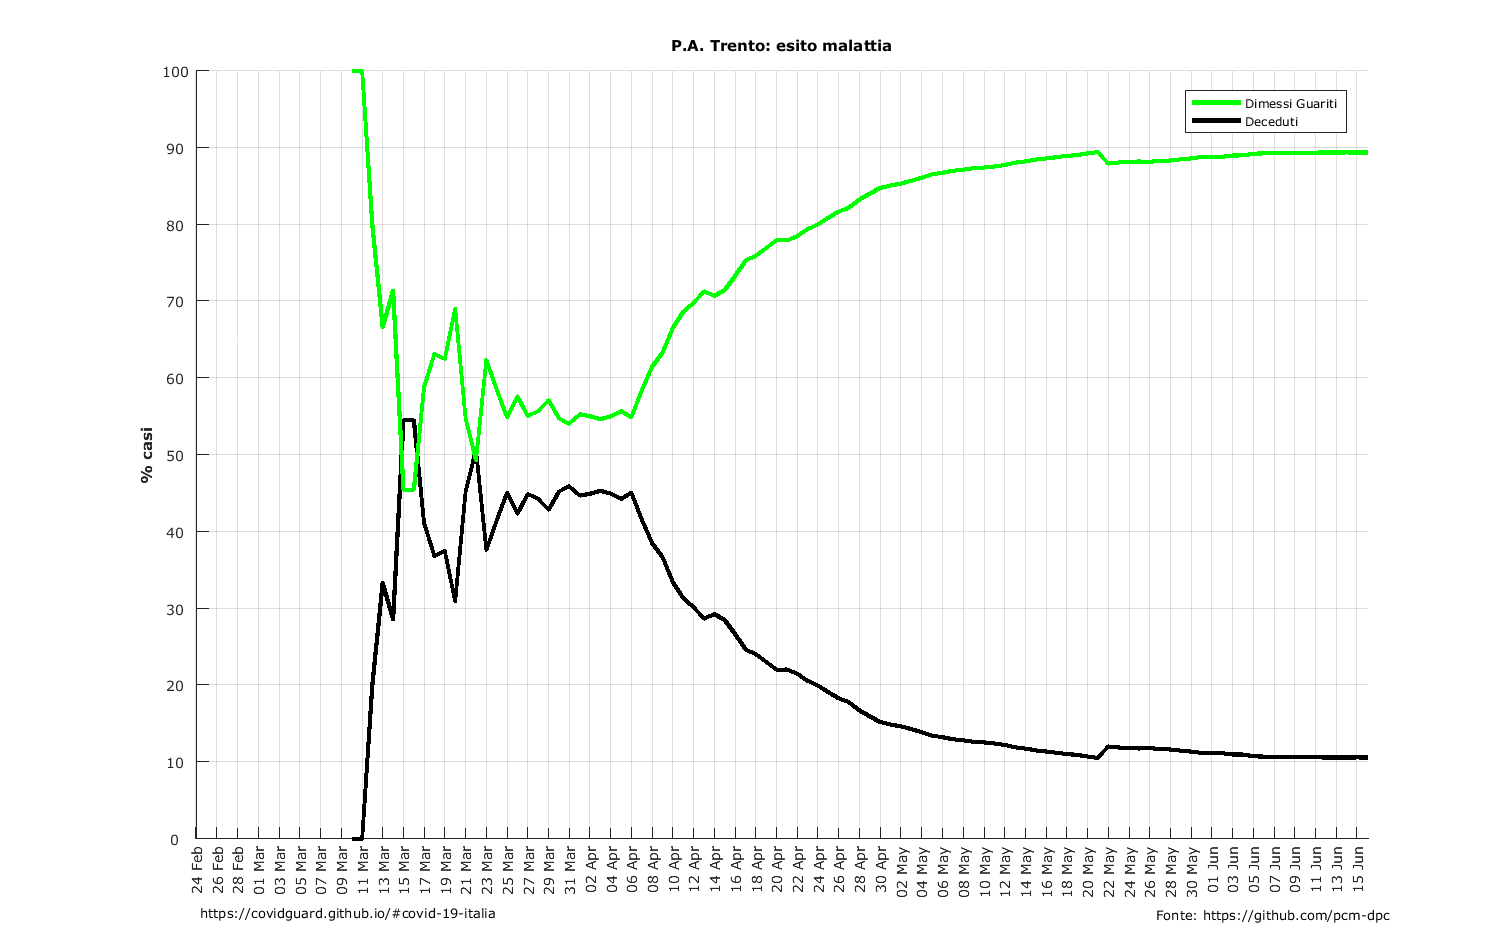 P.A. Trento: esito malattia
Dimessi Guariti
Deceduti
% casi
100
90
80
70
60
50
40
30
20
10
0
24 Feb
26 Feb
28 Feb
01 Mar
03 Mar
05 Mar
07 Mar
09 Mar
11 Mar
13 Mar
15 Mar
17 Mar
19 Mar
21 Mar
23 Mar
25 Mar
27 Mar
29 Mar
31 Mar
02 Apr
04 Apr
06 Apr
08 Apr
10 Apr
12 Apr
14 Apr
16 Apr
18 Apr
20 Apr
22 Apr
24 Apr
26 Apr
28 Apr
30 Apr
02 May
04 May
06 May
08 May
10 May
12 May
14 May
16 May
18 May
20 May
22 May
24 May
26 May
28 May
30 May
01 Jun
03 Jun
05 Jun
07 Jun
09 Jun
11 Jun
13 Jun
15 Jun
https://covidguard.github.io/#covid-19-italia
Fonte: https://github.com/pcm-dpc